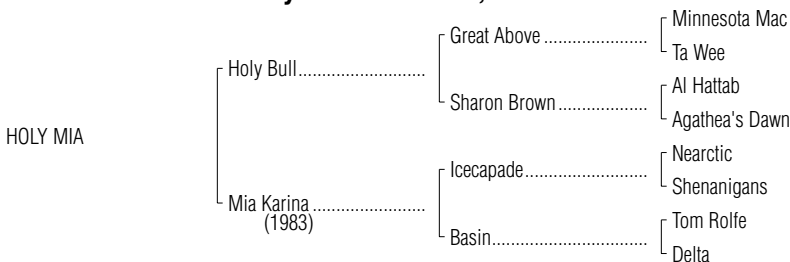 Minnesota Mac
Great Above
Ta Wee
Holy Bull
Al Hattab
Sharon Brown
Agathea's Dawn
HOLY MIA
Nearctic
Icecapade
Shenanigans
Mia Karina
(1983)
Tom Rolfe
Basin
Delta